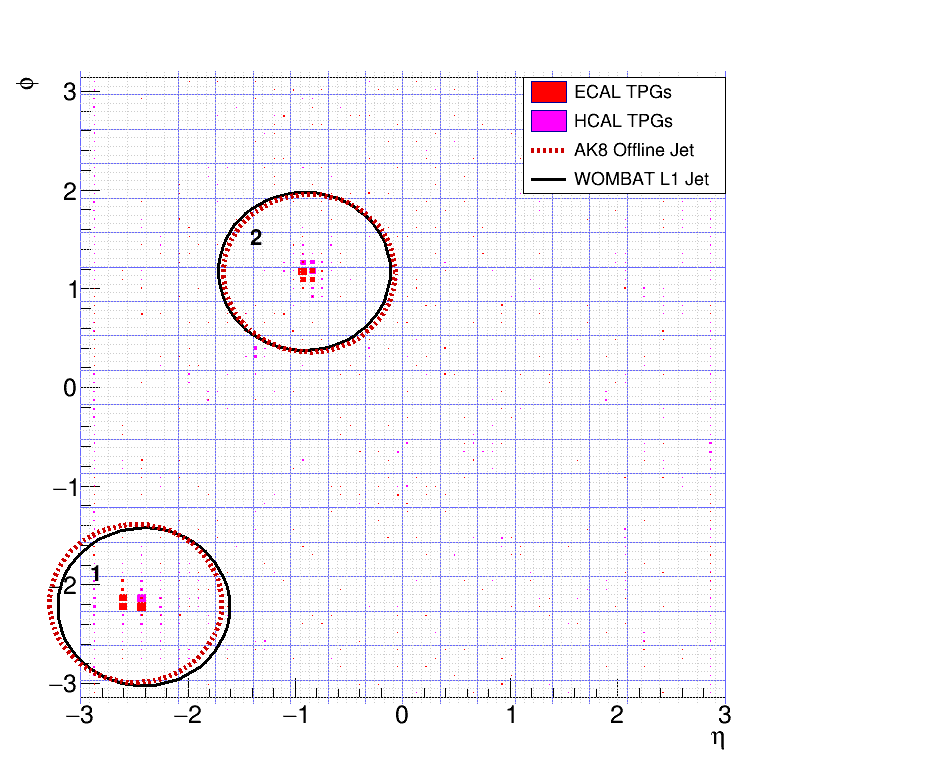 φ
3
ECAL TPGs
HCAL TPGs
AK8 Offline Jet
WOMBAT L1 Jet
2
2
1
0
−1
1
−2
−3
−3 −2 −1 0 1 2 3
η